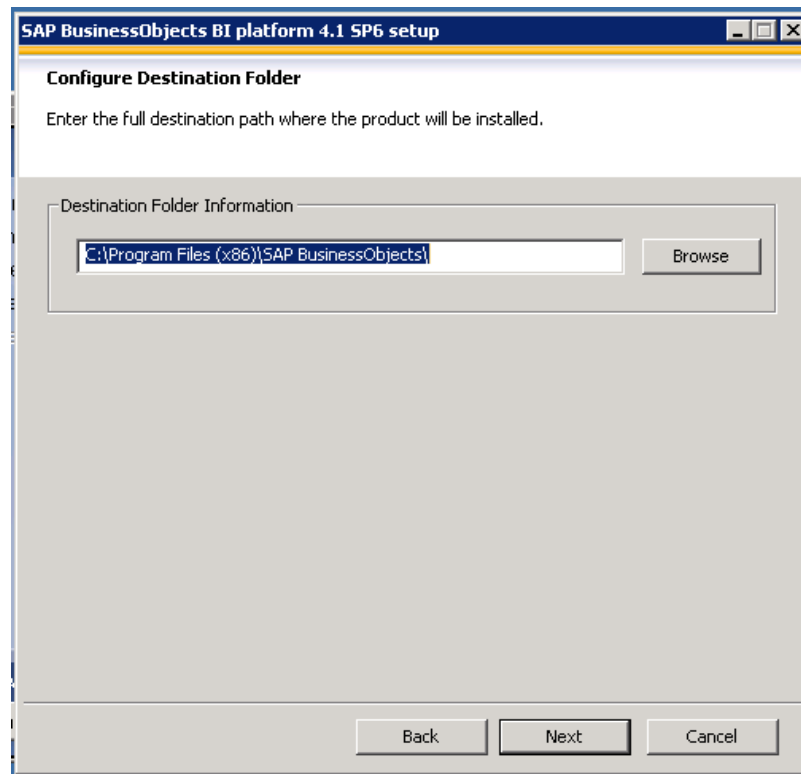 SAP BusinessObjects BI platform 4.1 SP6 setup
Configure Destination Folder
Enter the full destination path where the product will be installed.
Destination Folder Information
C:\Program Files (x86)\SAP BusinessObjects\
Browse
Back
Next
Cancel